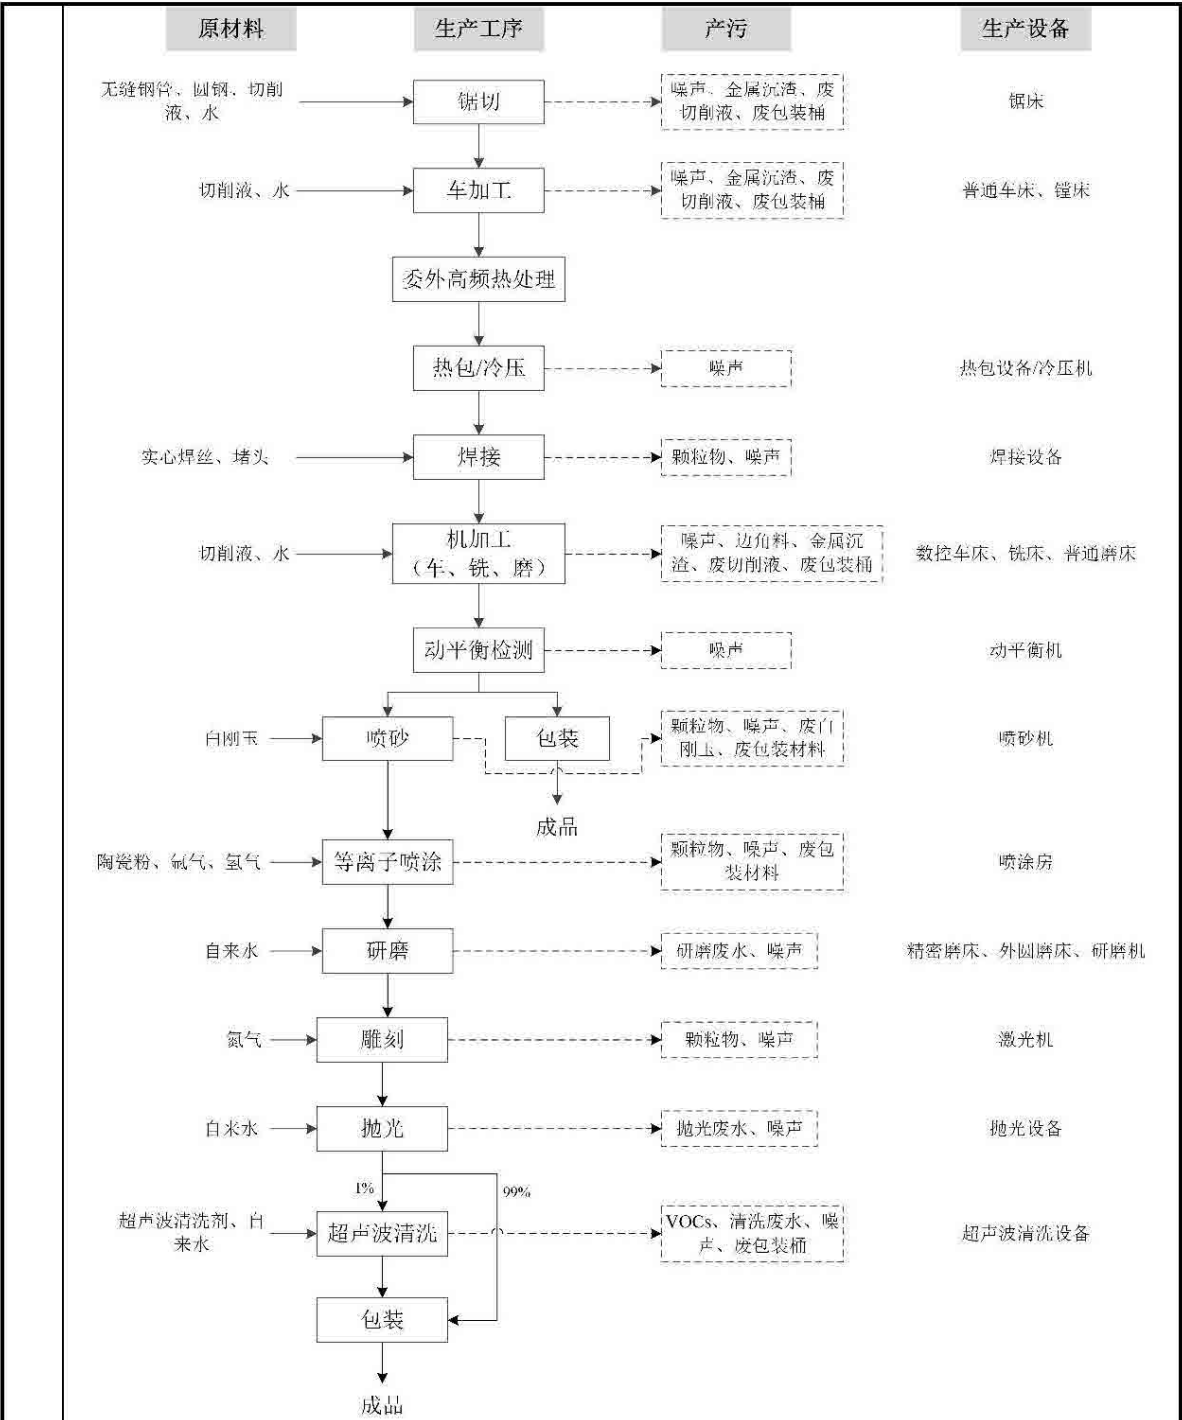 原材料
生产工序
产污
生产设备
无缝钢管、圆钢、切削
液、水
锯切
噪声、金属沉渣、废
切削液、废包装桶
锯床
切削液、水
车加工
噪声、金属沉渣、废
切削液、废包装桶
普通车床、镗床
委外高频热处理
热包/冷压
噪声
热包设备/冷压机
实心焊丝、堵头
焊接
颗粒物、噪声
焊接设备
切削液、水
机加工
（车、铣、磨）
噪声、边角料、金属沉
渣、废切削液、废包装桶
数控车床、铣床、普通磨床
动平衡检测
噪声
动平衡机
白刚玉
喷砂
包装
颗粒物、噪声、废白
刚玉、废包装材料
喷砂机
成品
陶瓷粉、氩气、氢气
等离子喷涂
颗粒物、噪声、废包
装材料
喷涂房
自来水
研磨
研磨废水、噪声
精密磨床、外圆磨床、研磨机
氮气
雕刻
颗粒物、噪声
激光机
自来水
抛光
抛光废水、噪声
抛光设备
1%
99%
超声波清洗剂、自
来水
超声波清洗
VOCs、清洗废水、噪
声、废包装桶
超声波清洗设备
包装
成品